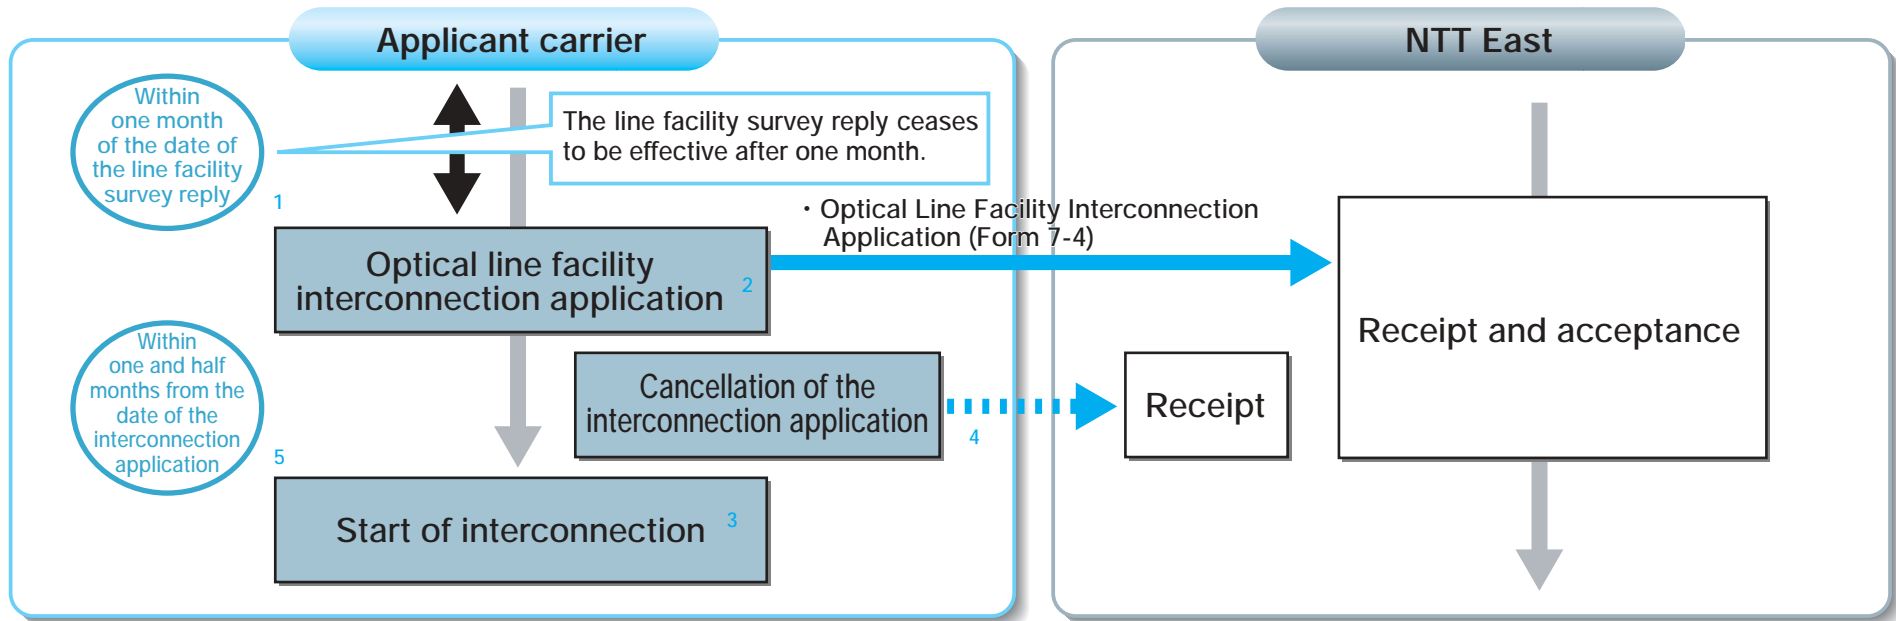 Applicant carrier
NTT East
Within
one month
of the date of
the line facility
survey reply
1
The line facility survey reply ceases
to be effective after one month.
・Optical Line Facility Interconnection
Application (Form 7-4)
Optical line facility
interconnection application 2
Receipt and acceptance
Within
one and half
months from the
date of the
interconnection
application
5
Cancellation of the
interconnection application
4
Receipt
Start of interconnection 3